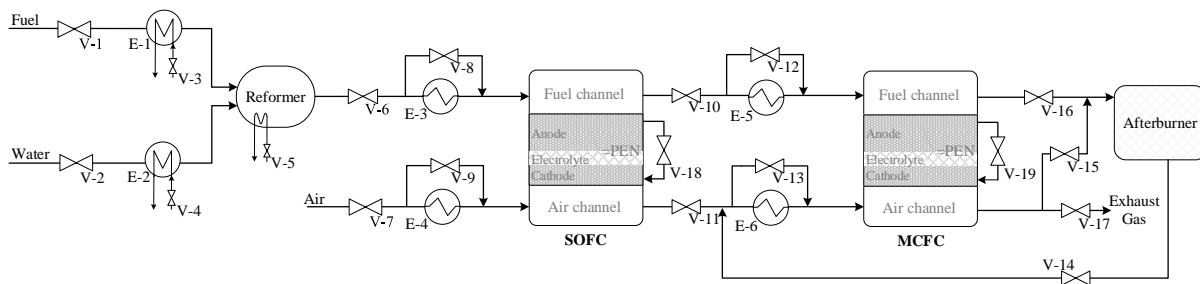 Fuel
V-1
E-1
V-3
Water
V-2
E-2
V-4
Reformer
V-5
V-6
E-3
V-8
Air
V-7
E-4
V-9
Fuel channel
Anode
Electrolyte
=PEN
Cathode
Air channel
SOFC
V-18
V-10
E-5
V-12
V-11
E-6
V-13
Fuel channel
Anode
Electrolyte
=PEN
Cathode
Air channel
MCFC
V-19
V-16
V-15
V-17
Exhaust
Gas
Afterburner
V-14